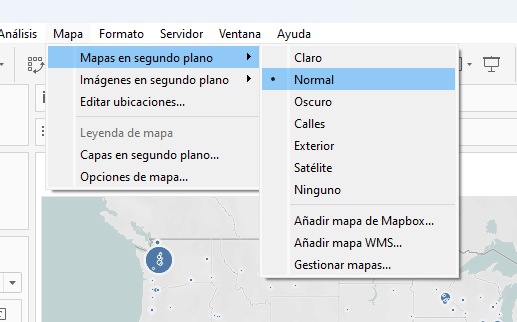 Análisis Mapa Formato Servidor Ventana Ayuda
Mapas en segundo plano
Imágenes en segundo plano
Editar ubicaciones...
Leyenda de mapa
Capas en segundo plano...
Opciones de mapa...
Claro
Normal
Oscuro
Calles
Exterior
Satélite
Ninguno
Añadir mapa de Mapbox...
Añadir mapa WMS...
Gestionar mapas...